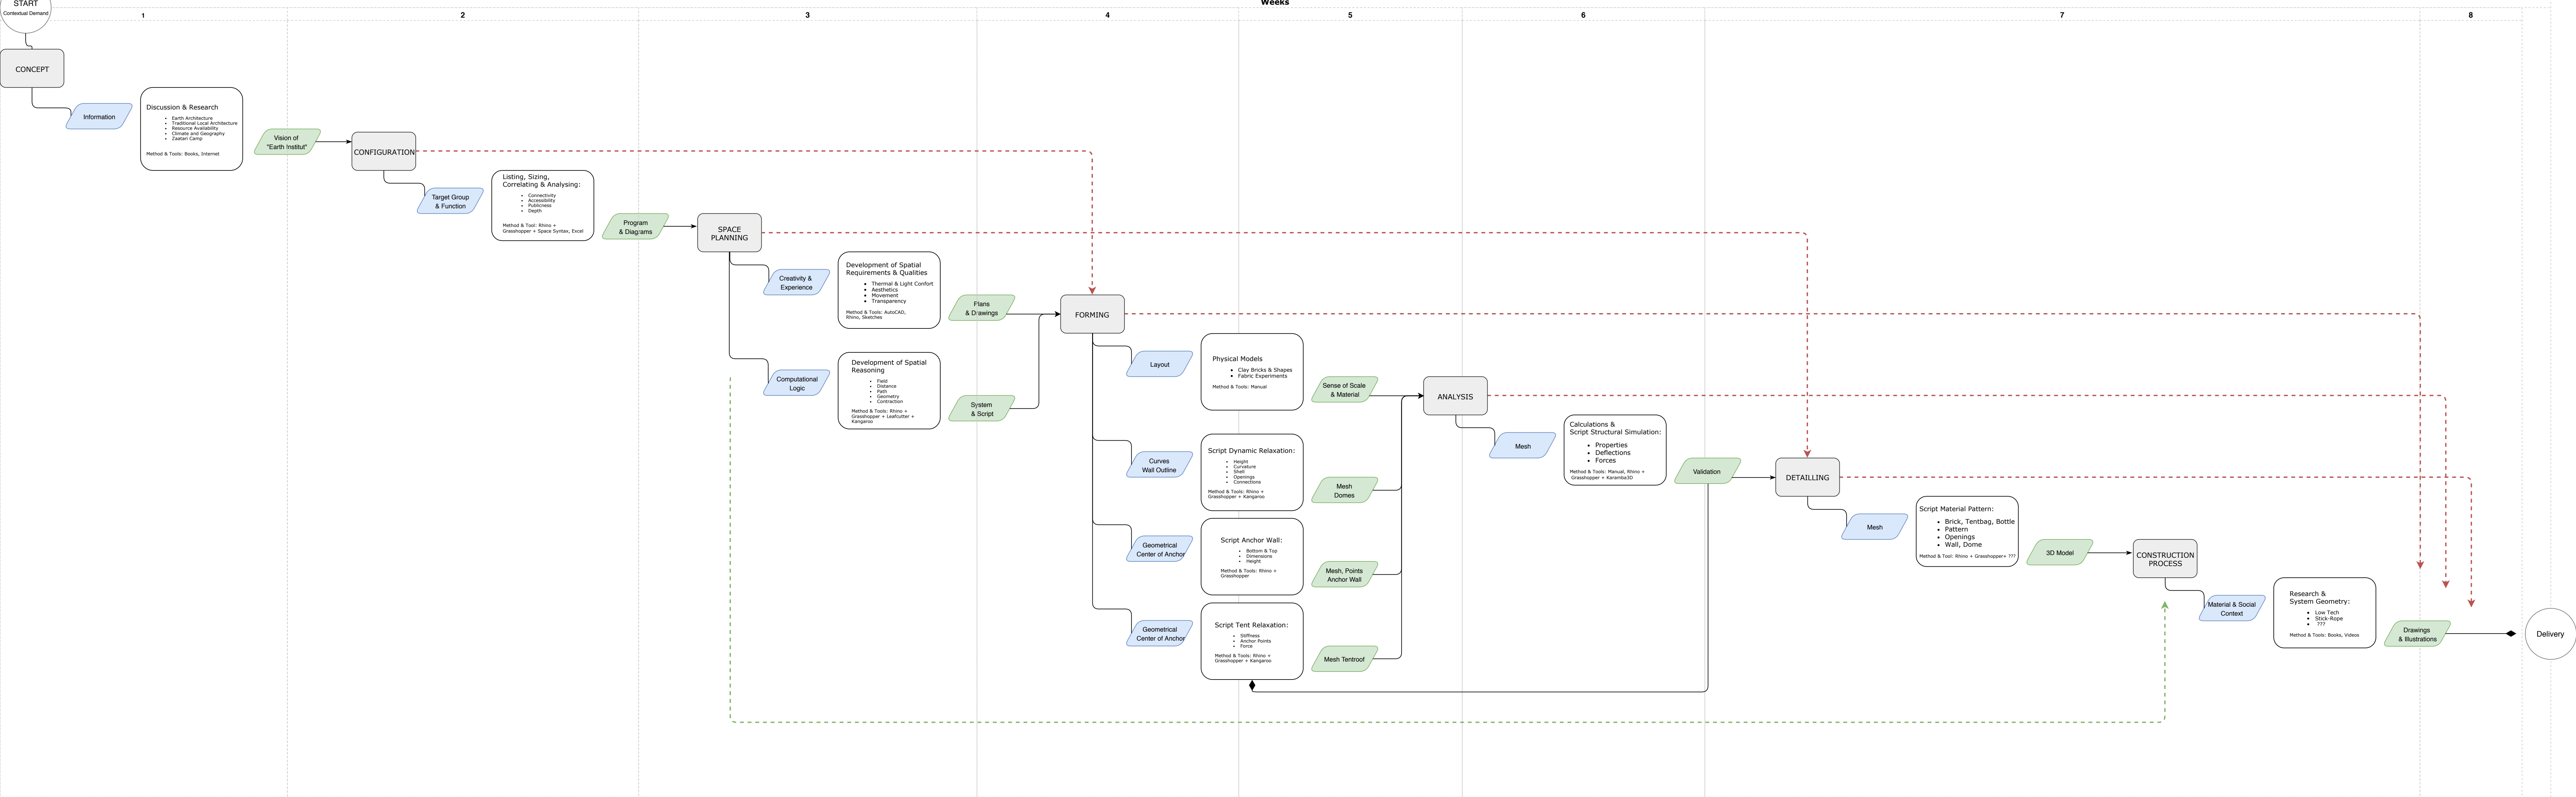 START
Contextual Demand
Weeks
1
2
3
4
5
6
7
8
CONCEPT
Information
Discussion & Research
• Earth Architecture
• Traditional Local Architecture
• Resource Availability
• Climate and Geography
• Zaatari Camp
Method & Tools: Books, Internet
Vision of
"Earth Institut"
CONFIGURATION
Target Group
& Function
Listing, Sizing,
Correlating & Analysing:
• Connectivity
• Accessibility
• Publicness
• Depth
Method & Tool: Rhino +
Grasshopper + Space Syntax, Excel
Program
& Diagrams
SPACE
PLANNING
Creativity &
Experience
Development of Spatial
Requirements & Qualities
• Thermal & Light Confort
• Aesthetics
• Movement
• Transparency
Method & Tools: AutoCAD,
Rhino, Sketches
Plans
& Drawings
Computational
Logic
Development of Spatial
Reasoning
• Field
• Distance
• Path
• Geometry
• Contraction
Method & Tools: Rhino +
Grasshopper + Leafcutter +
Kangaroo
System
& Script
FORMING
Layout
Physical Models
• Clay Bricks & Shapes
• Fabric Experiments
Method & Tools: Manual
Sense of Scale
& Material
Curves
Wall Outline
Script Dynamic Relaxation:
• Height
• Curvature
• Shell
• Openings
• Connections
Method & Tools: Rhino +
Grasshopper + Kangaroo
Mesh
Domes
Geometrical
Center of Anchor
Script Anchor Wall:
• Bottom & Top
• Dimensions
• Height
Method & Tools: Rhino +
Grasshopper
Mesh, Points
Anchor Wall
Geometrical
Center of Anchor
Script Tent Relaxation:
• Stiffness
• Anchor Points
• Force
Method & Tools: Rhino +
Grasshopper + Kangaroo
Mesh Tentroof
ANALYSIS
Mesh
Calculations &
Script Structural Simulation:
• Properties
• Deflections
• Forces
Method & Tools: Manual, Rhino +
Grasshopper + Karamba3D
Validation
DETAILLING
Mesh
Script Material Pattern:
• Brick, Tentbag, Bottle
• Pattern
• Openings
• Wall, Dome
Method & Tool: Rhino + Grasshopper+ ???
3D Model
CONSTRUCTION
PROCESS
Material & Social
Context
Research &
System Geometry:
• Low Tech
• Stick-Rope
• ???
Method & Tools: Books, Videos
Drawings
& Illustrations
Delivery